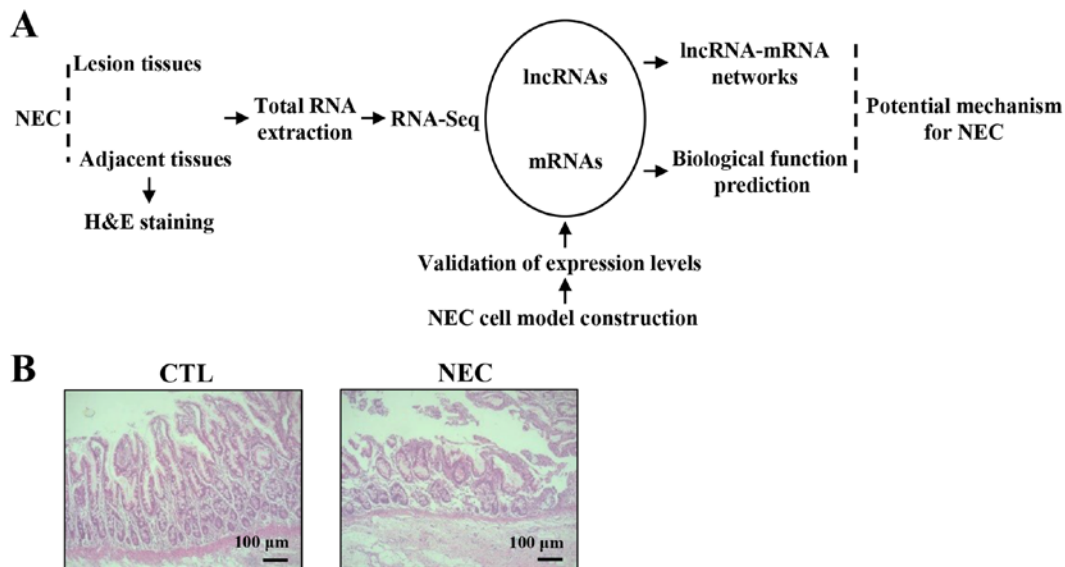 A
Lesion tissues
NEC
Adjacent tissues
H&E staining
Total RNA
extraction
RNA-Seq
lncRNAs
mRNAs
lncRNA-mRNA
networks
Biological function
prediction
Potential mechanism
for NEC
Validation of expression levels
NEC cell model construction
B
CTL
100 μm
NEC
100 μm